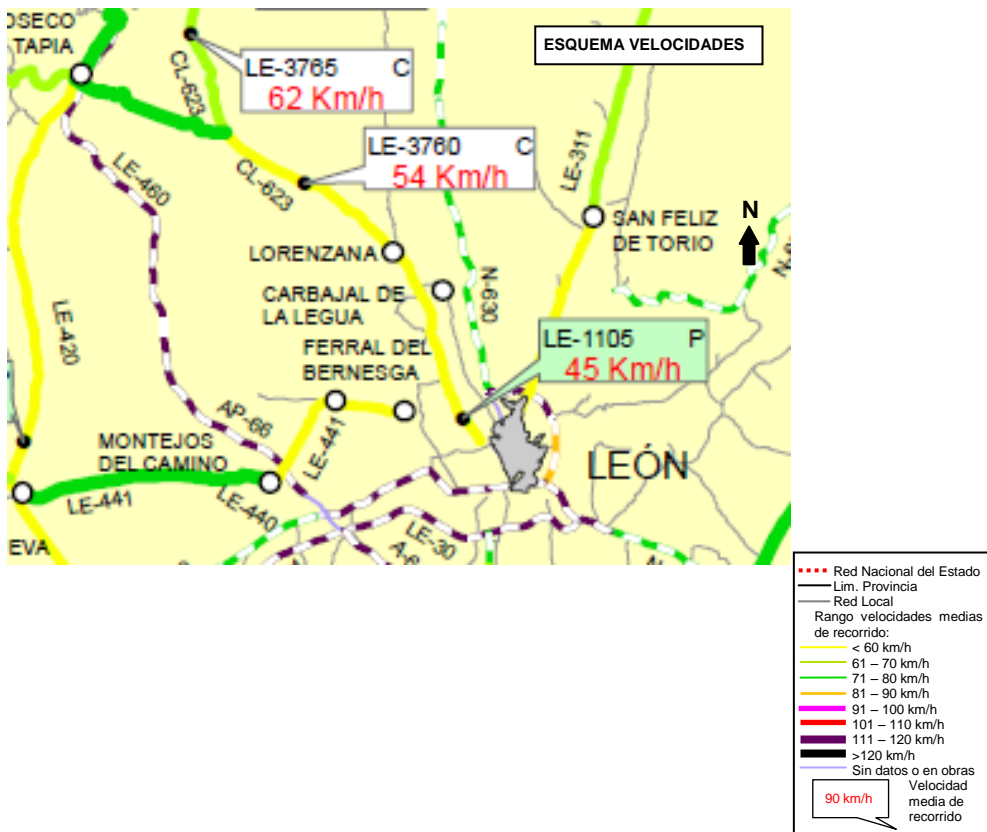 OSECO
TAPIA
CL-623
LE-3765 C
62 Km/h
ESQUEMA VELOCIDADES
LE-460
LE-3760 C
54 Km/h
CL-623
LE-311
SAN FELIZ
DE TORIO
N
LORENZANA
N-630
CARBAJAL DE
LA LEGUA
LE-420
FERRAL DEL
BERNESGA
LE-1105 P
45 Km/h
AP-66
LE-441
MONTEJOS
DEL CAMINO
LEÓN
LE-441
LE-440
LE-30
EVA
Red Nacional del Estado
Lim. Provincia
Red Local
Rango velocidades medias
de recorrido:
< 60 km/h
61 – 70 km/h
71 – 80 km/h
81 – 90 km/h
91 – 100 km/h
101 – 110 km/h
111 – 120 km/h
>120 km/h
Sin datos o en obras
90 km/h
Velocidad
media de
recorrido